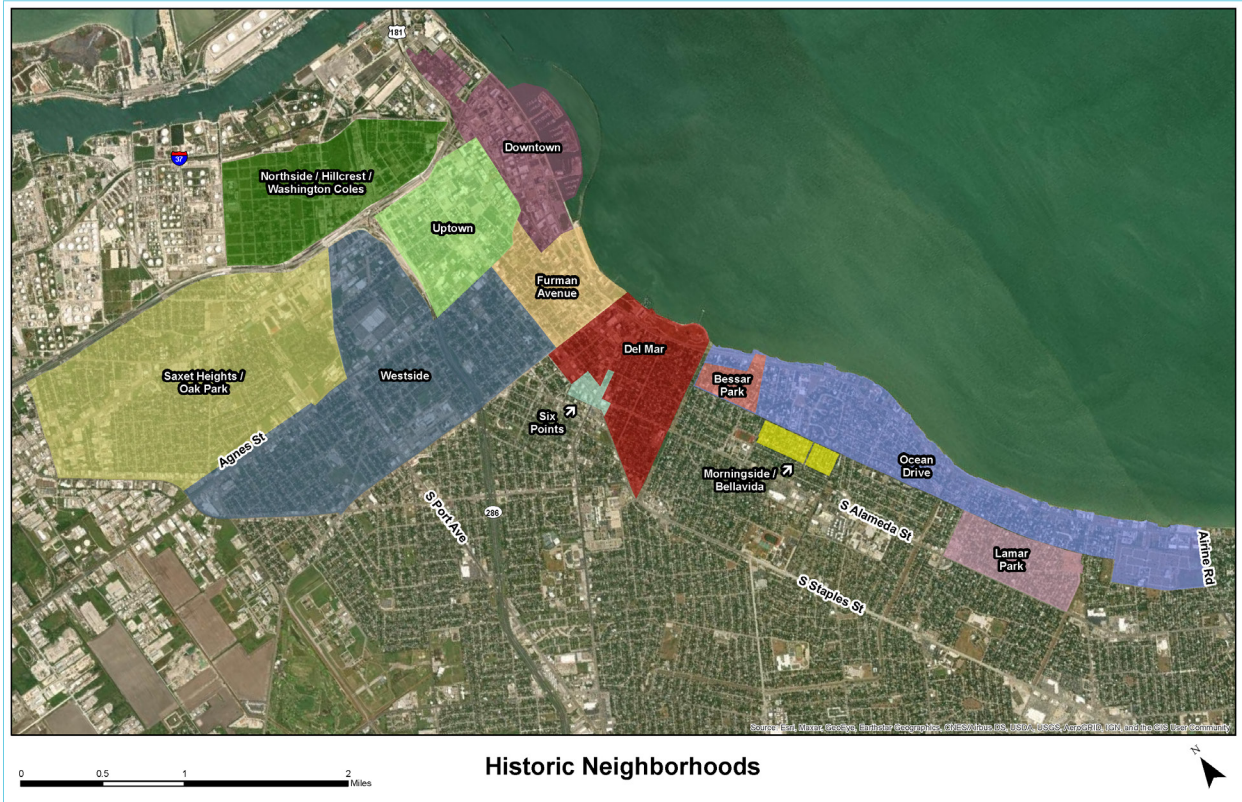 181
37
Downtown
Northside / Hillcrest /
Washington Coles
Uptown
Furman
Avenue
Del Mar
Saxet Heights /
Oak Park
Westside
Bessar
Park
Six
Points
Agnes St
Ocean
Drive
Morningside /
Bellavida
S Port Ave
286
S Alameda St
Airline Rd
Lamar
Park
S Staples St
Source: Esri, Maxar, GeoEye, Earthstar Geographics, CNES/Airbus DS, USDA, USGS, AeroGRID, IGN, and the GIS User Community
0 0.5 1 2
Miles
Historic Neighborhoods
N